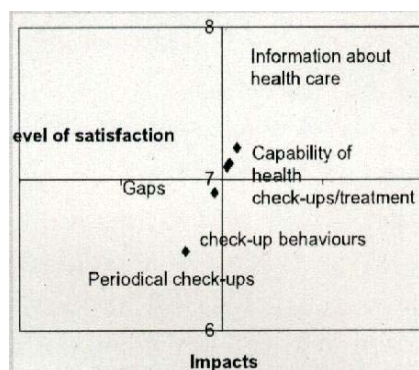 8
Information about
health care
evel of satisfaction
Capability of
health
check-ups/treatment
7
'Gaps
check-up behaviours
Periodical check-ups
6
Impacts